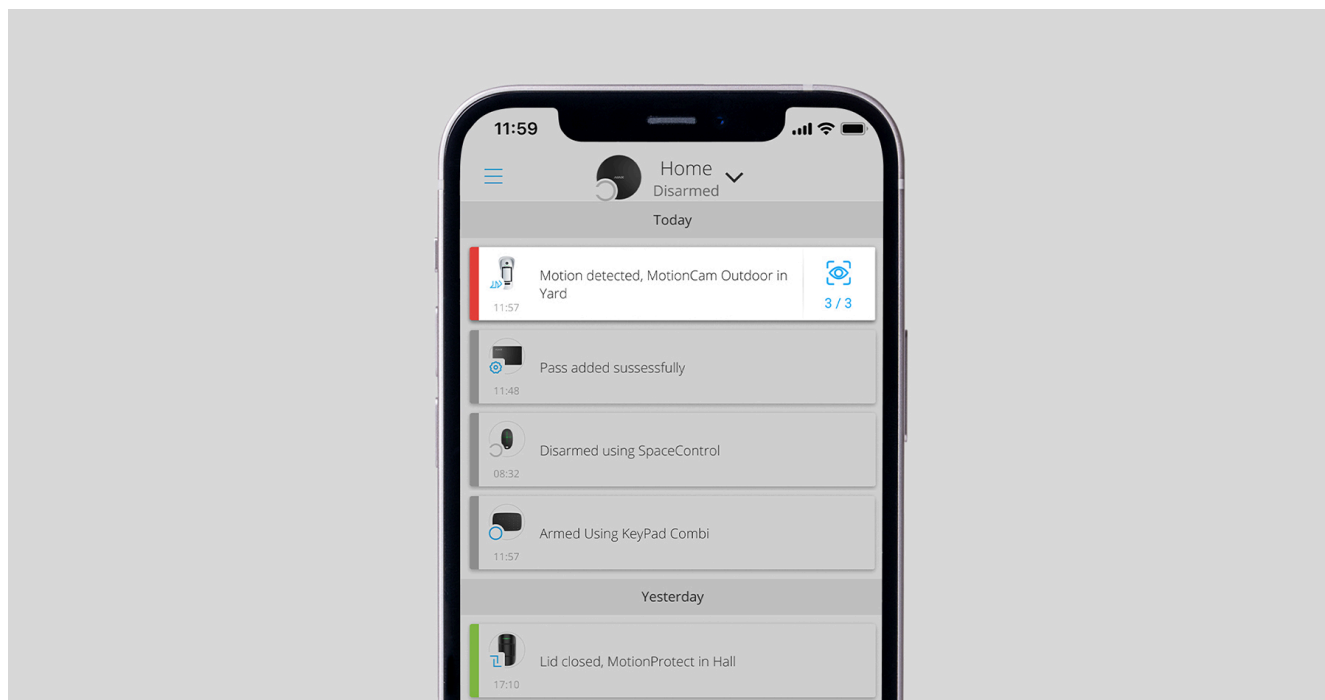 11:59
Home
Disarmed
Today
Motion detected, MotionCam Outdoor in
Yard
11:57
3 / 3
Pass added sussessfully
11:48
Disarmed using SpaceControl
08:32
Armed Using KeyPad Combi
11:57
Yesterday
Lid closed, MotionProtect in Hall
17:10